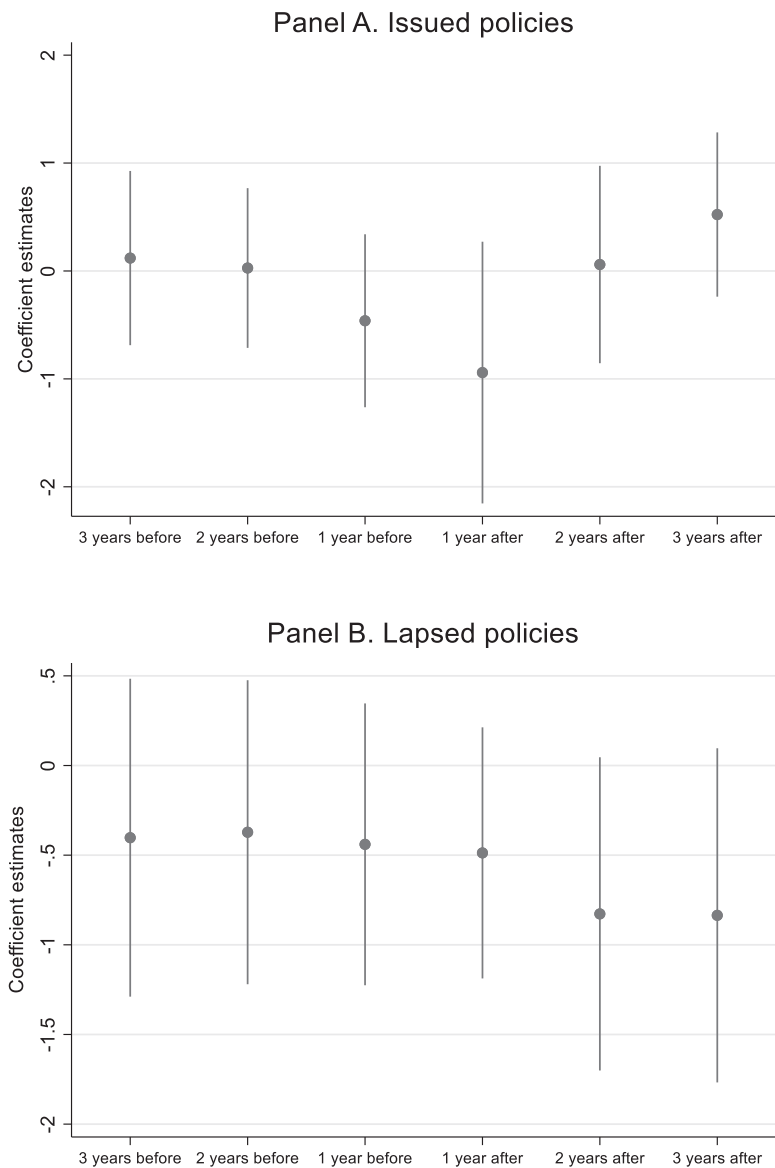 Panel A. Issued policies
2
1
0
-1
-2
Coefficient estimates
3 years before 2 years before 1 year before 1 year after 2 years after 3 years after
Panel B. Lapsed policies
.5
0
-.5
-1
-1.5
-2
Coefficient estimates
3 years before 2 years before 1 year before 1 year after 2 years after 3 years after